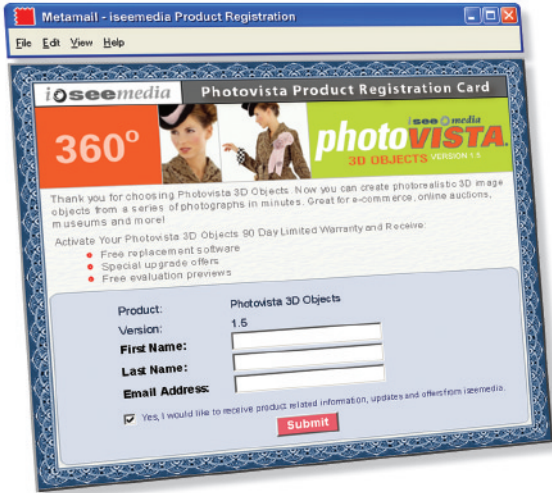 Metamail - iseemedia Product Registration
File Edit View Help
iseemedia Photovista Product Registration Card
360°
isee media
photoVISTA.
3D OBJECTS VERSION 1.5
Thank you for choosing Photovista 3D Objects. Now you can create photorealistic 3D image
objects from a series of photographs in minutes. Great for e-commerce, online auctions,
museums and more!
Activate Your Photovista 3D Objects 90 Day Limited Warranty and Receive:
Free replacement software
Special upgrade offers
Free evaluation previews
Product: Photovista 3D Objects
Version: 1.5
First Name:
Last Name:
Email Address:
Yes, I would like to receive product related information, updates and offers from iseemedia.
Submit